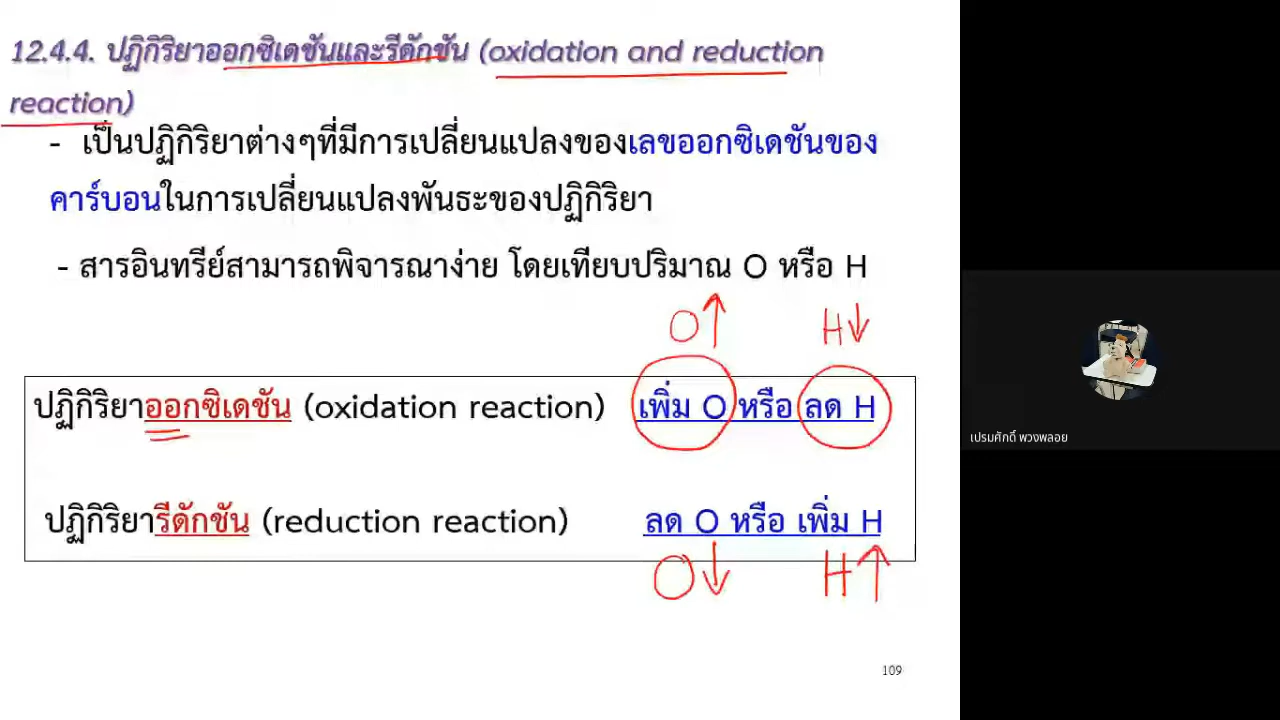 12.4.4. ปฏิกิริยาออกซิเดชันและรีดักชัน (oxidation and reduction
reaction)
- เป็นปฏิกิริยาต่างๆที่มีการเปลี่ยนแปลงของเลขออกซิเดชันของ
คาร์บอนในการเปลี่ยนแปลงพันธะของปฏิกิริยา
- สารอินทรีย์สามารถพิจารณาง่าย โดยเทียบปริมาณ O หรือ H
O↑ H↓
ปฏิกิริยาออกซิเดชัน (oxidation reaction) เพิ่ม O หรือ ลด H
ปฏิกิริยารีดักชัน (reduction reaction) ลด O หรือ เพิ่ม H
O↓ H↑
เปรมศักดิ์ พวงพลอย
109